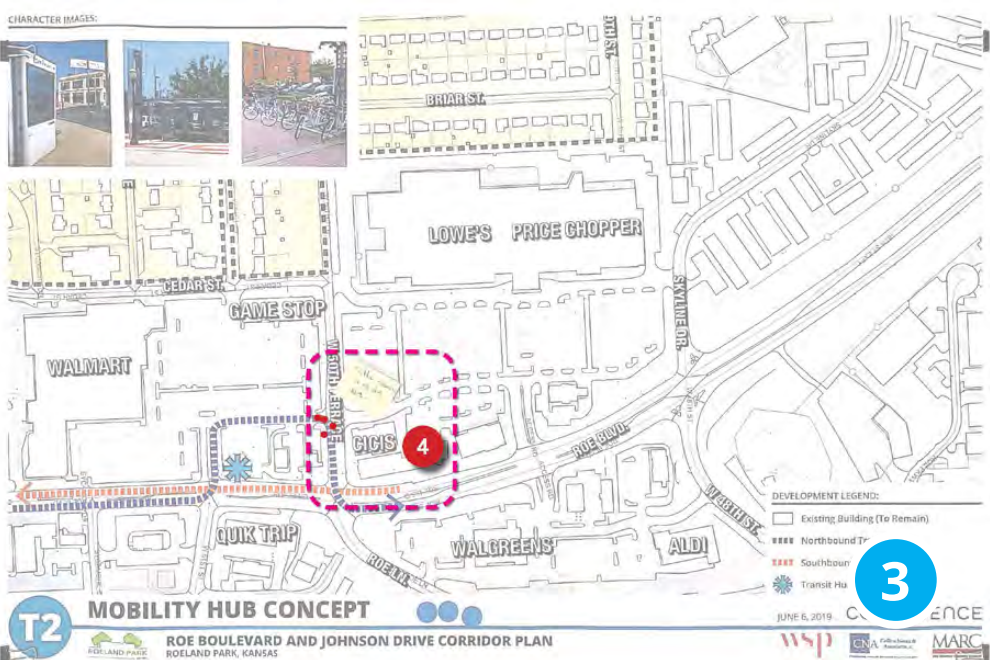 CHARACTER IMAGES:
BRIAR ST.
LOWE'S
PRICE CHOPPER
CEDAR ST.
GAME STOP
SKYLINE DR.
WALMART
CICIS
4
ROE BLVD.
QUIK TRIP
WALGREENS
ALDI
W 48TH ST.
ROE LN.
DEVELOPMENT LEGEND:
Existing Building (To Remain)
Northbound
Southboun
Transit Hu
3
T2
MOBILITY HUB CONCEPT
JUNE 6, 2019
ENCE
ROELAND PARK
ROE BOULEVARD AND JOHNSON DRIVE CORRIDOR PLAN
ROELAND PARK, KANSAS
wsp
CNA
MARC